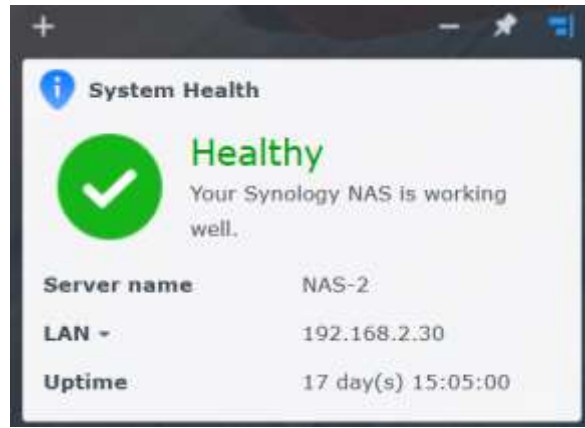 System Health
Healthy
Your Synology NAS is working
well.
Server name NAS-2
LAN 192.168.2.30
Uptime 17 day(s) 15:05:00